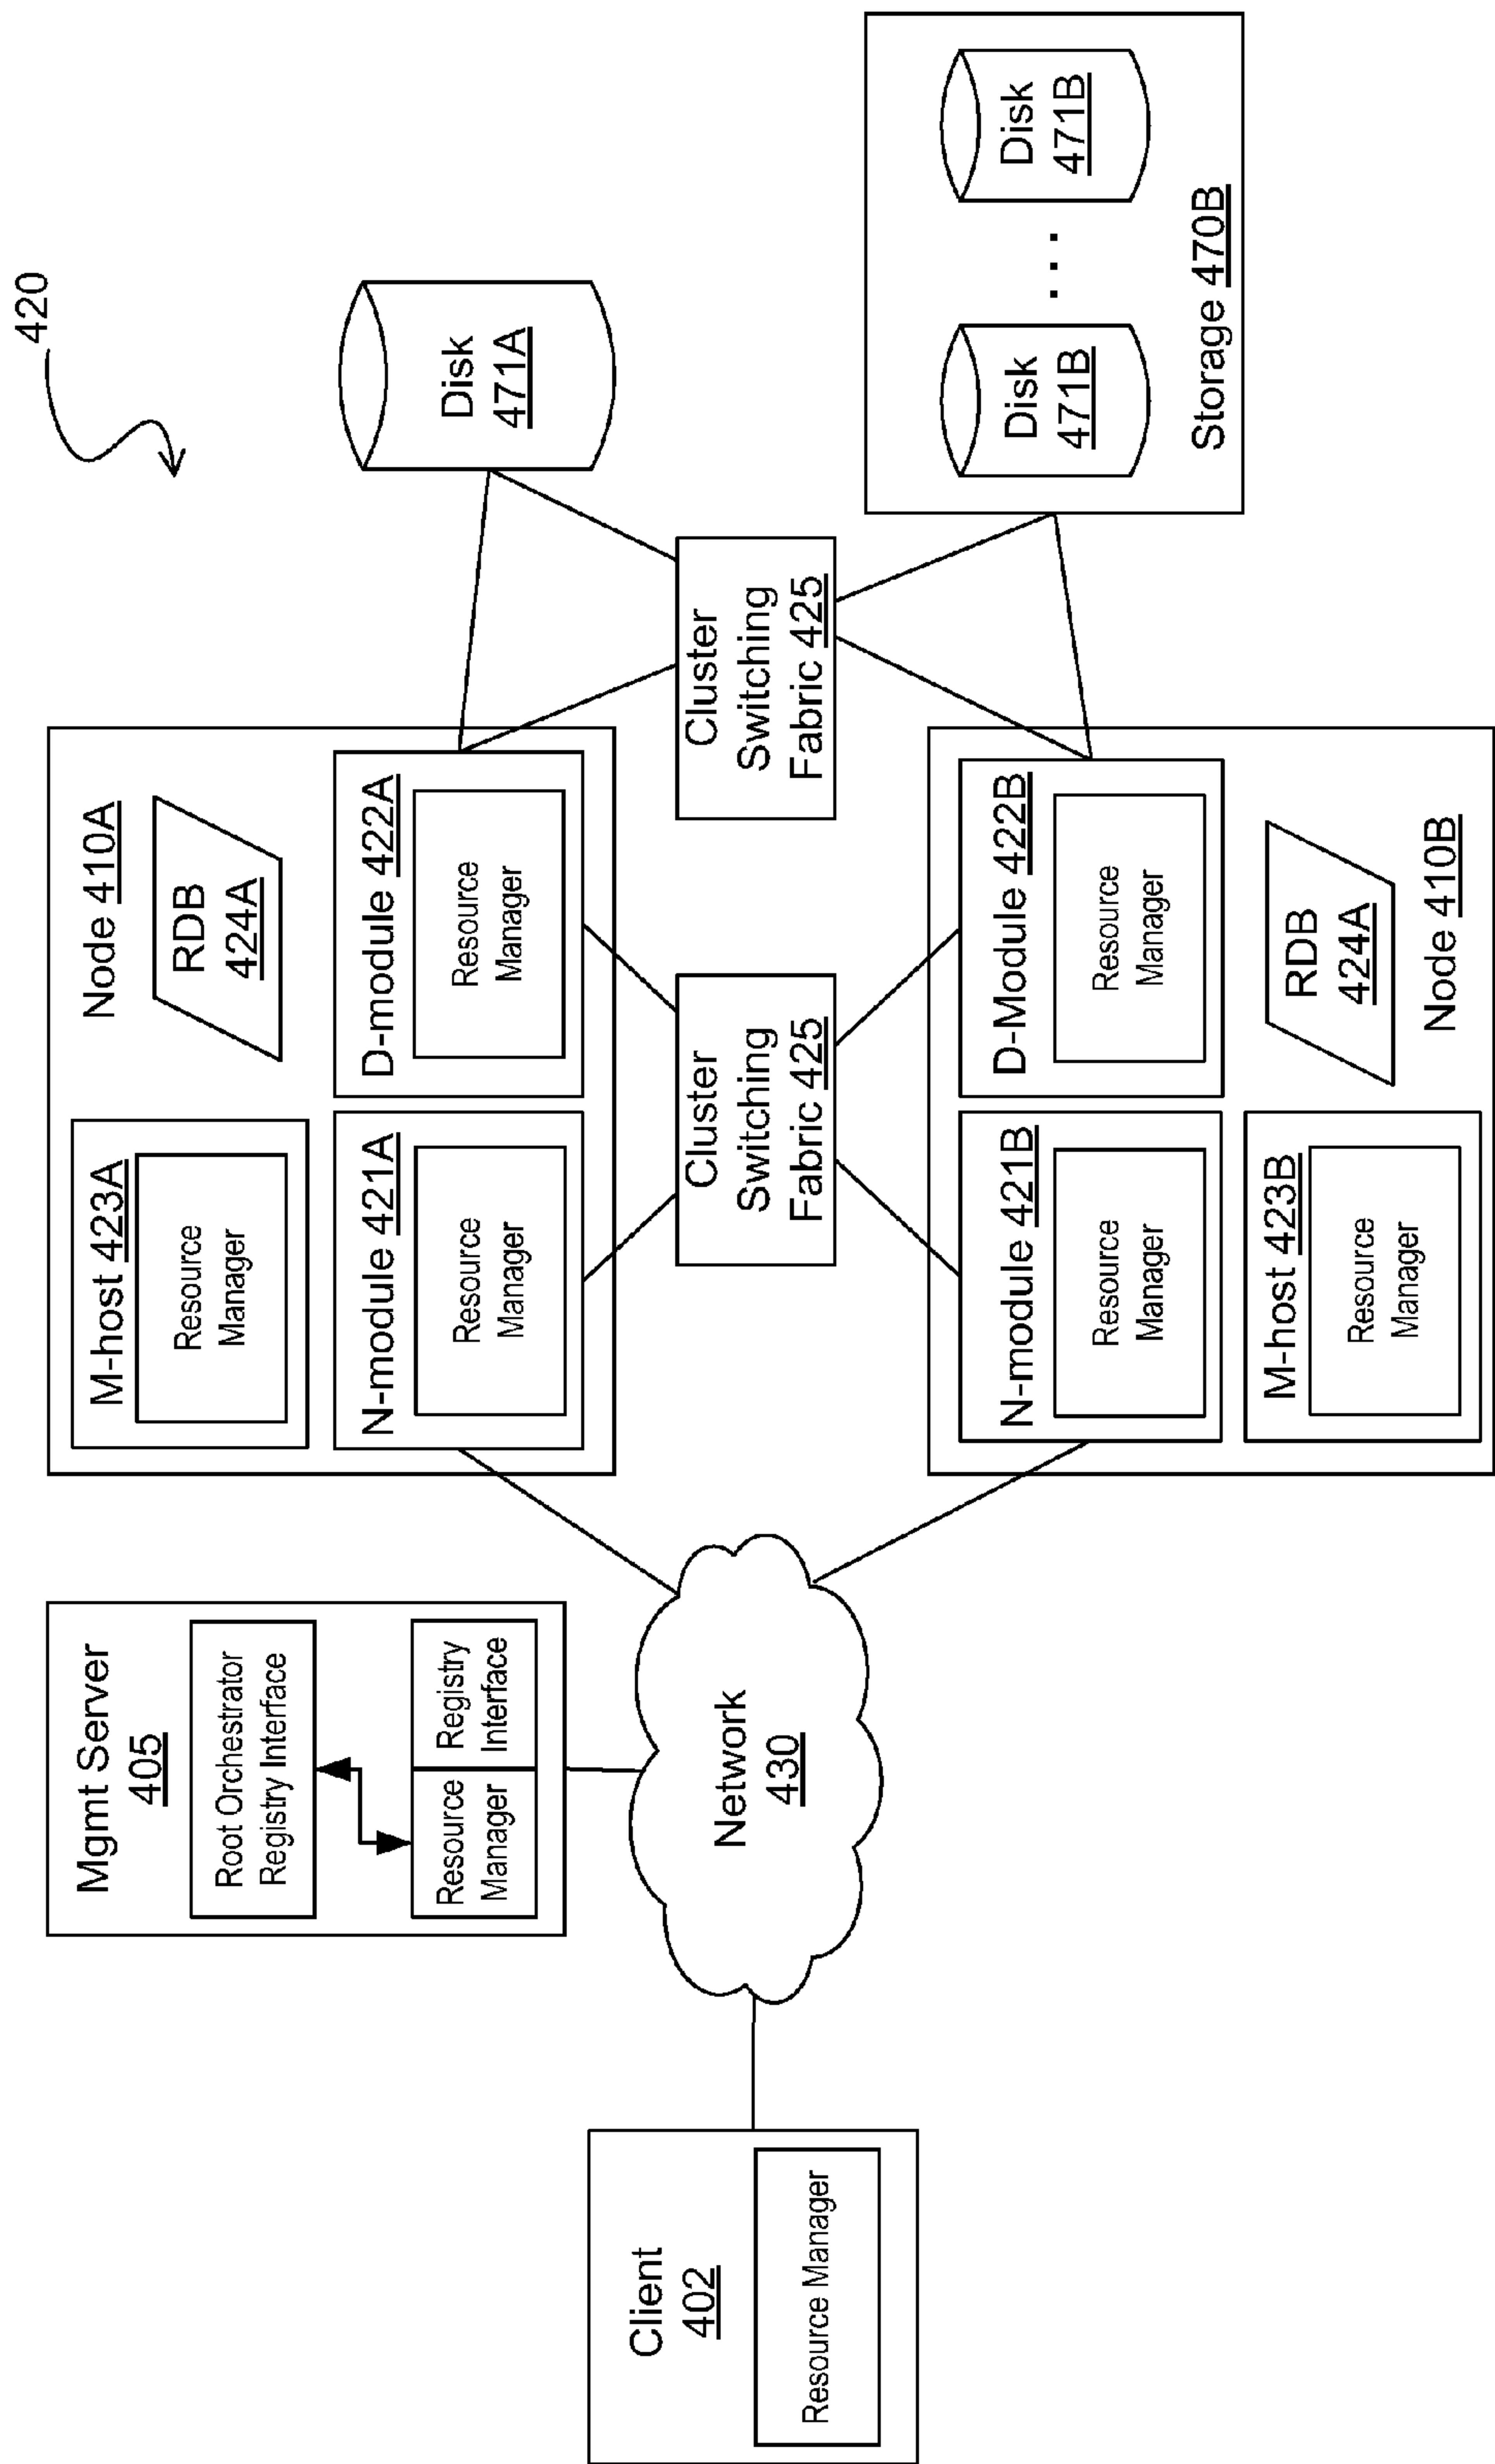 420
Client
402
Resource Manager
Mgmt Server
405
Root Orchestrator
Registry Interface
Resource
Manager
Registry
Interface
Network
430
Node 410A
M-host 423A
Resource
Manager
RDB
424A
N-module 421A
Resource
Manager
D-module 422A
Resource
Manager
Cluster
Switching
Fabric 425
Cluster
Switching
Fabric 425
N-module 421B
Resource
Manager
D-Module 422B
Resource
Manager
M-host 423B
Resource
Manager
RDB
424A
Node 410B
Disk
471A
Disk
471B
. . .
Disk
471B
Storage 470B